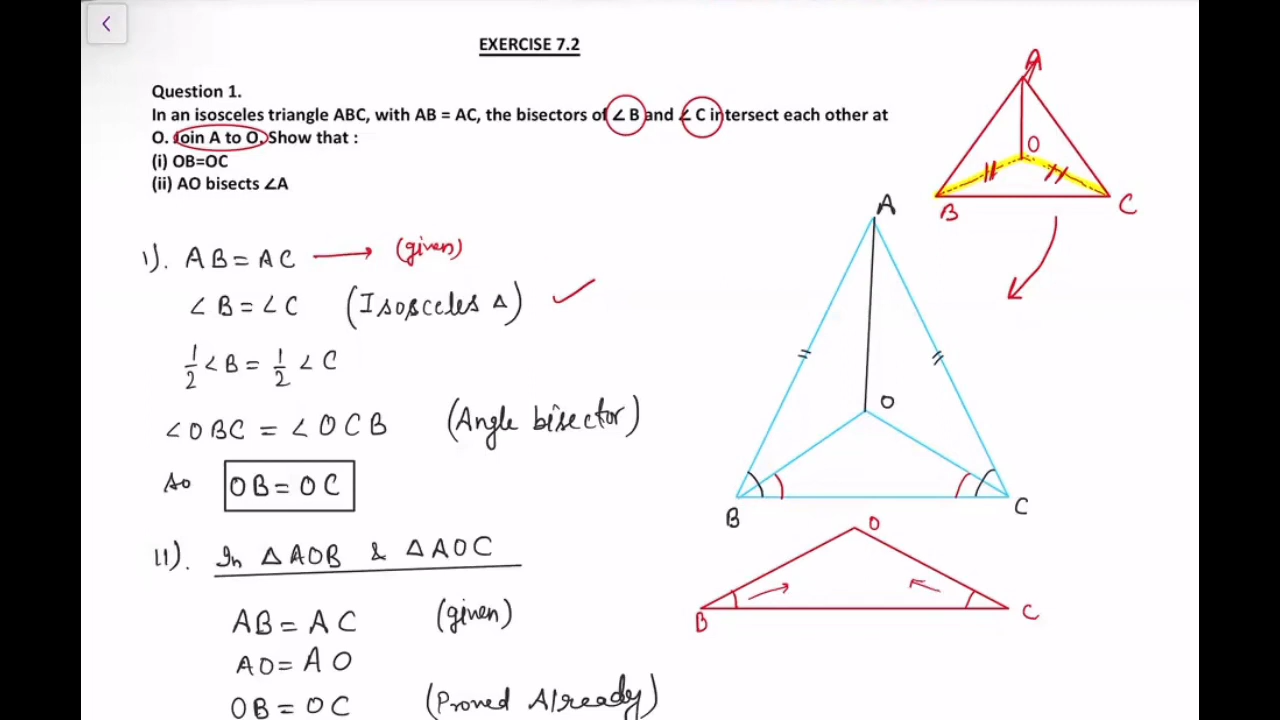 EXERCISE 7.2
Question 1.
In an isosceles triangle ABC, with AB = AC, the bisectors of ∠ B and ∠ C intersect each other at
O. Join A to O. Show that :
(i) OB=OC
(ii) AO bisects ∠A
A
O
B
C
I). AB = AC → (given)
∠ B = ∠ C (Isosceles Δ) ✓
1/2 ∠ B = 1/2 ∠ C
∠ OBC = ∠ OCB (Angle bisector)
so OB = OC
A
O
B
C
O
B
C
II). In Δ AOB & Δ AOC
AB = AC (given)
AO = AO
OB = OC (Proved Already)